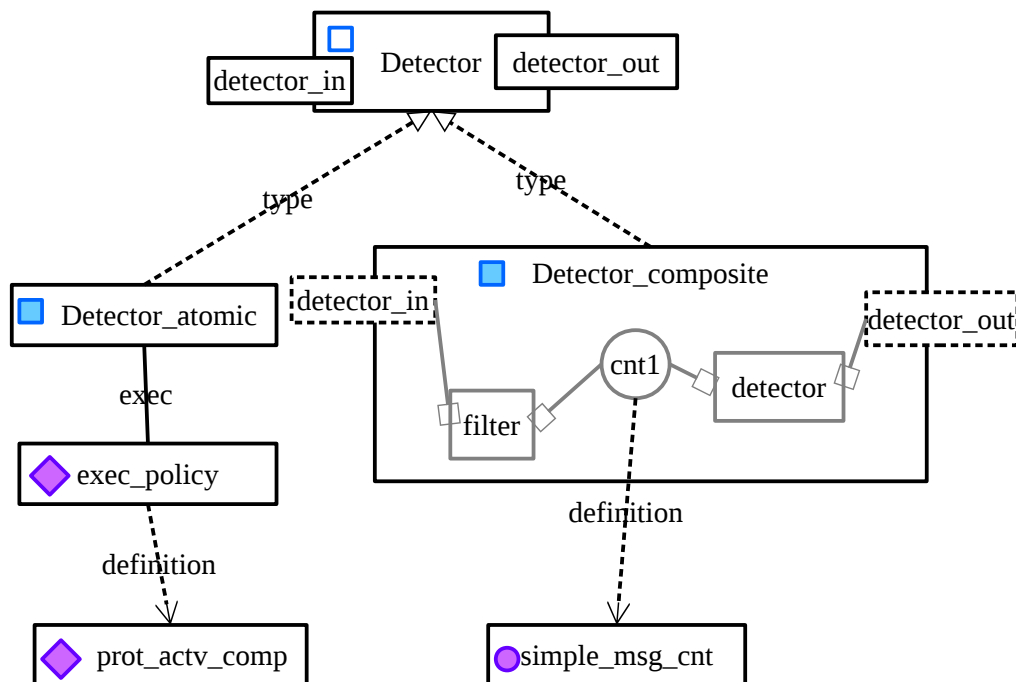 Detector
detector_in
detector_out
type
type
Detector_composite
detector_in
detector_out
Detector_atomic
cnt1
detector
exec
filter
exec_policy
definition
definition
prot_actv_comp
simple_msg_cnt